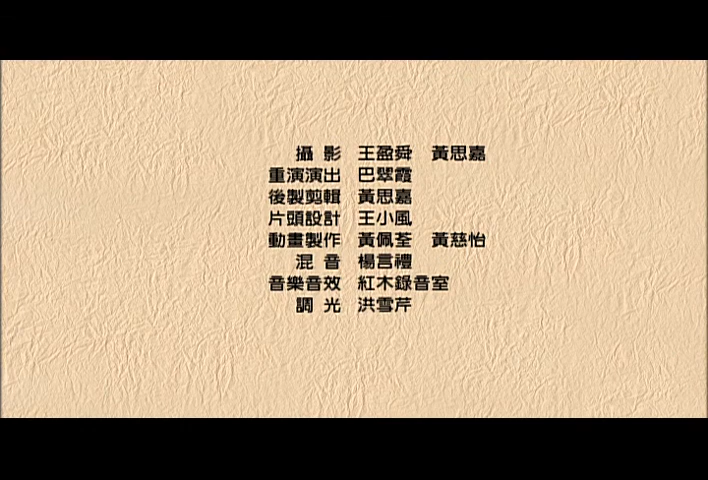 攝 影 王盈舜 黃思嘉
重演演出 巴翠霞
後製剪輯 黃思嘉
片頭設計 王小風
動畫製作 黃佩荃 黃慈怡
混 音 楊言禮
音樂音效 紅木錄音室
調 光 洪雪芹